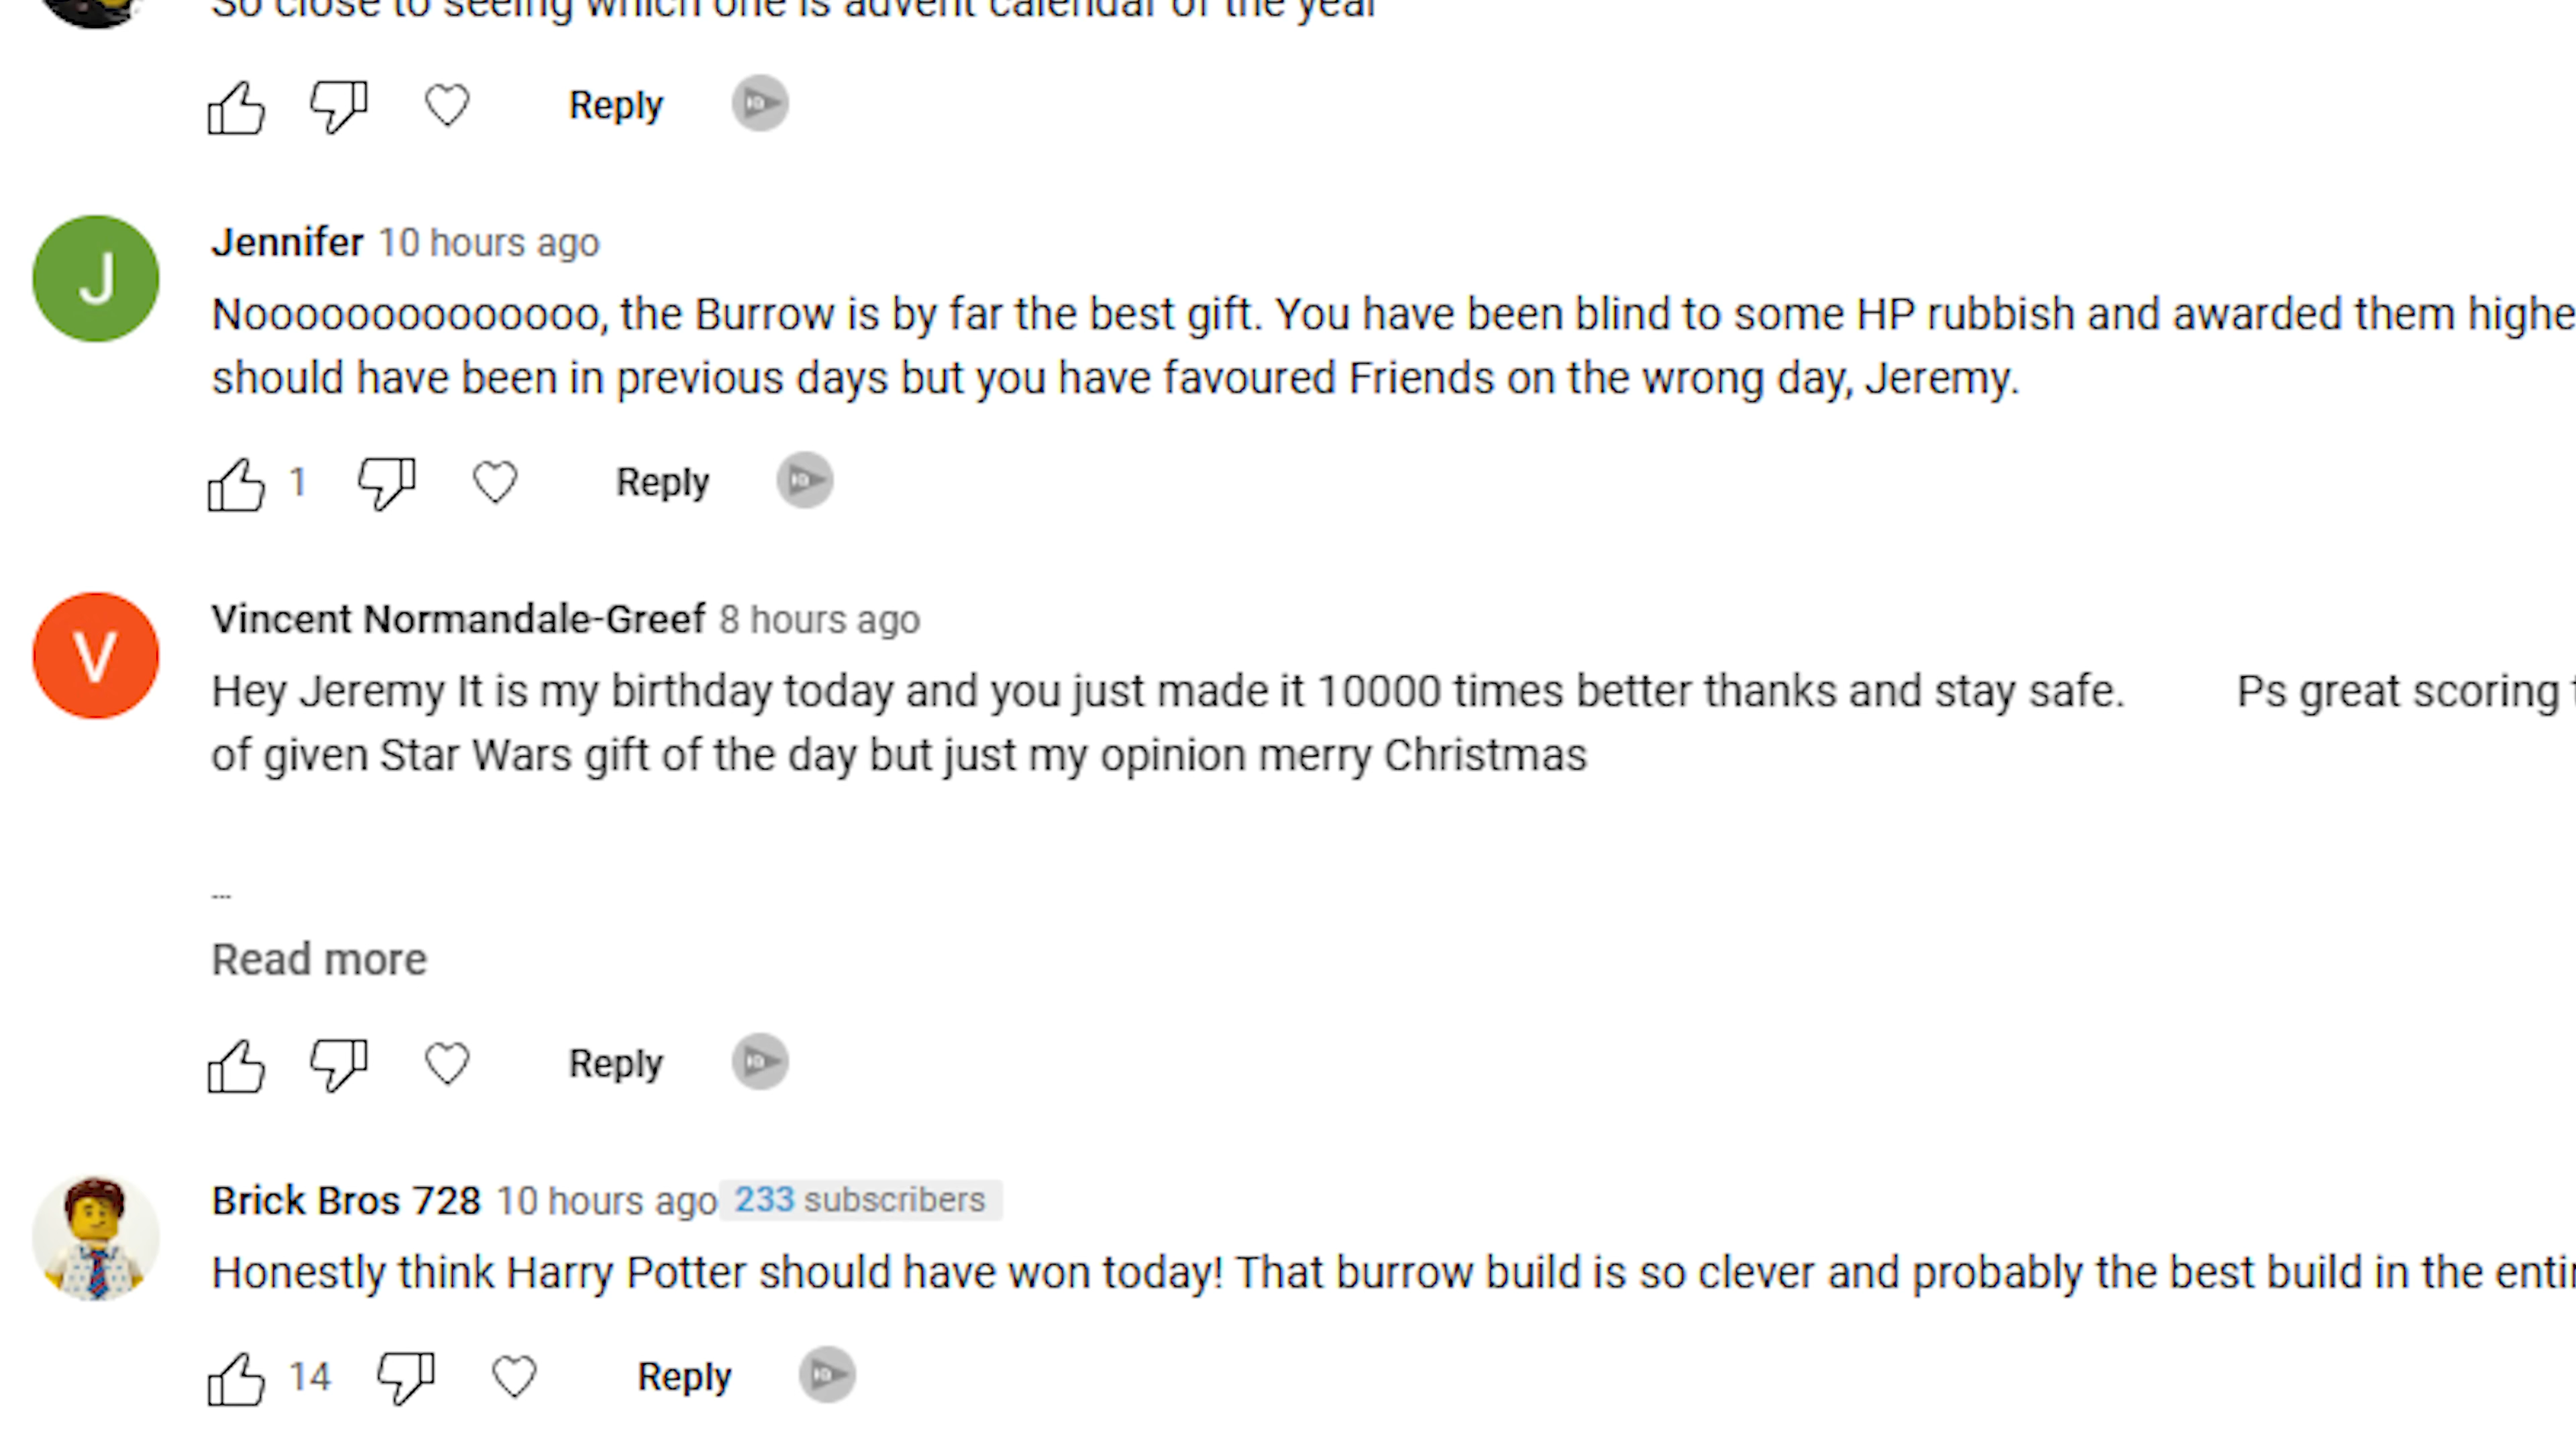 So close to seeing which one is advent calendar of the year
Reply
J
Jennifer 10 hours ago
Noooooooooooooo, the Burrow is by far the best gift. You have been blind to some HP rubbish and awarded them highe
should have been in previous days but you have favoured Friends on the wrong day, Jeremy.
1 Reply
V
Vincent Normandale-Greef 8 hours ago
Hey Jeremy It is my birthday today and you just made it 10000 times better thanks and stay safe. Ps great scoring
of given Star Wars gift of the day but just my opinion merry Christmas
...
Read more
Reply
Brick Bros 728 10 hours ago 233 subscribers
Honestly think Harry Potter should have won today! That burrow build is so clever and probably the best build in the enti
14 Reply